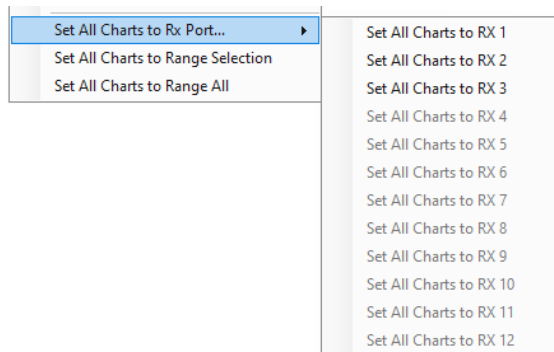 Set All Charts to Rx Port...
Set All Charts to Range Selection
Set All Charts to Range All
Set All Charts to RX 1
Set All Charts to RX 2
Set All Charts to RX 3
Set All Charts to RX 4
Set All Charts to RX 5
Set All Charts to RX 6
Set All Charts to RX 7
Set All Charts to RX 8
Set All Charts to RX 9
Set All Charts to RX 10
Set All Charts to RX 11
Set All Charts to RX 12